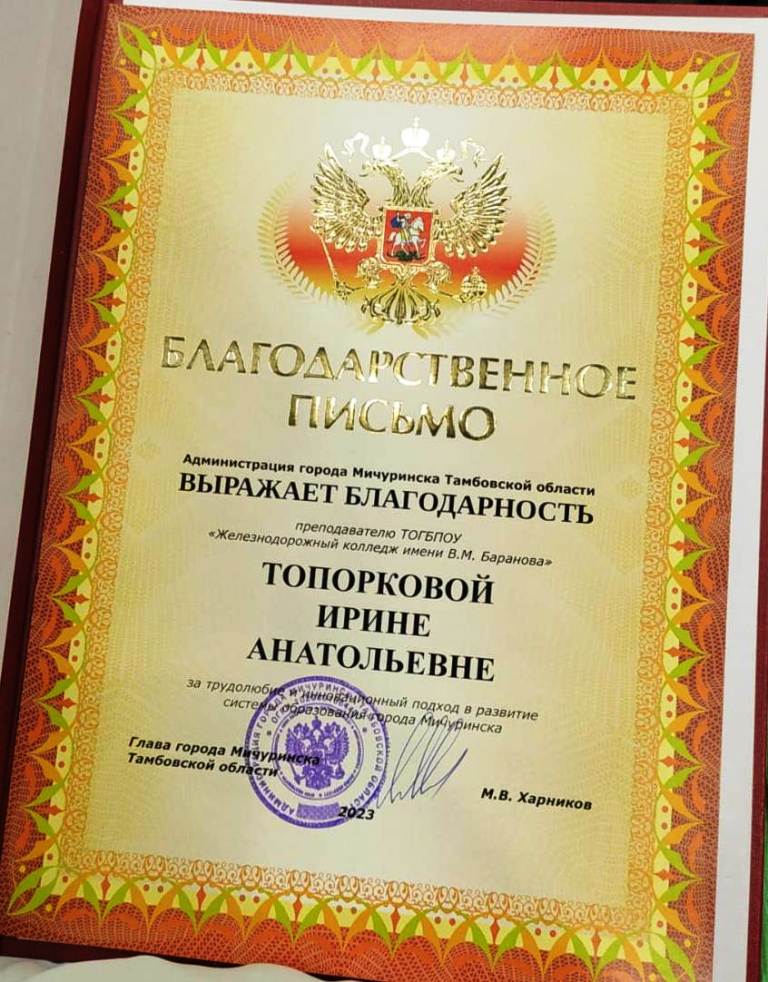 БЛАГОДАРСТВЕННОЕ
ПИСЬМО
Администрация города Мичуринска Тамбовской области
ВЫРАЖАЕТ БЛАГОДАРНОСТЬ
преподавателю ТОГБПОУ
«Железнодорожный колледж имени В.М. Баранова»
ТОПОРКОВОЙ
ИРИНЕ
АНАТОЛЬЕВНЕ
за трудолюбие и инновационный подход в развитие
системы образования города Мичуринска
Глава города Мичуринска
Тамбовской области
М.В. Харников
2023